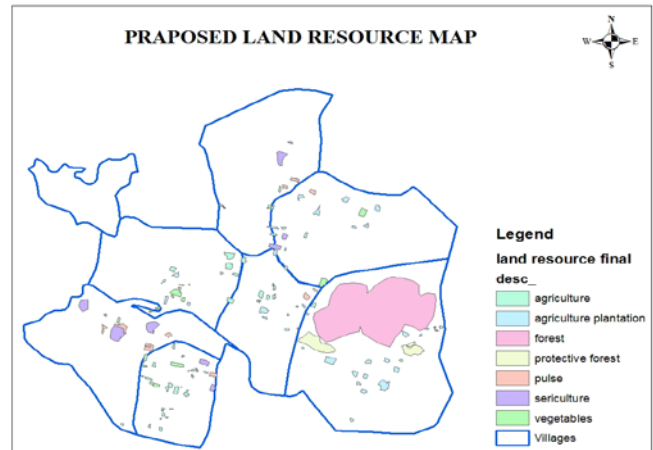 PRAPOSED LAND RESOURCE MAP
N
W E
S
Legend
land resource final
desc_
agriculture
agriculture plantation
forest
protective forest
pulse
sericulture
vegetables
Villages